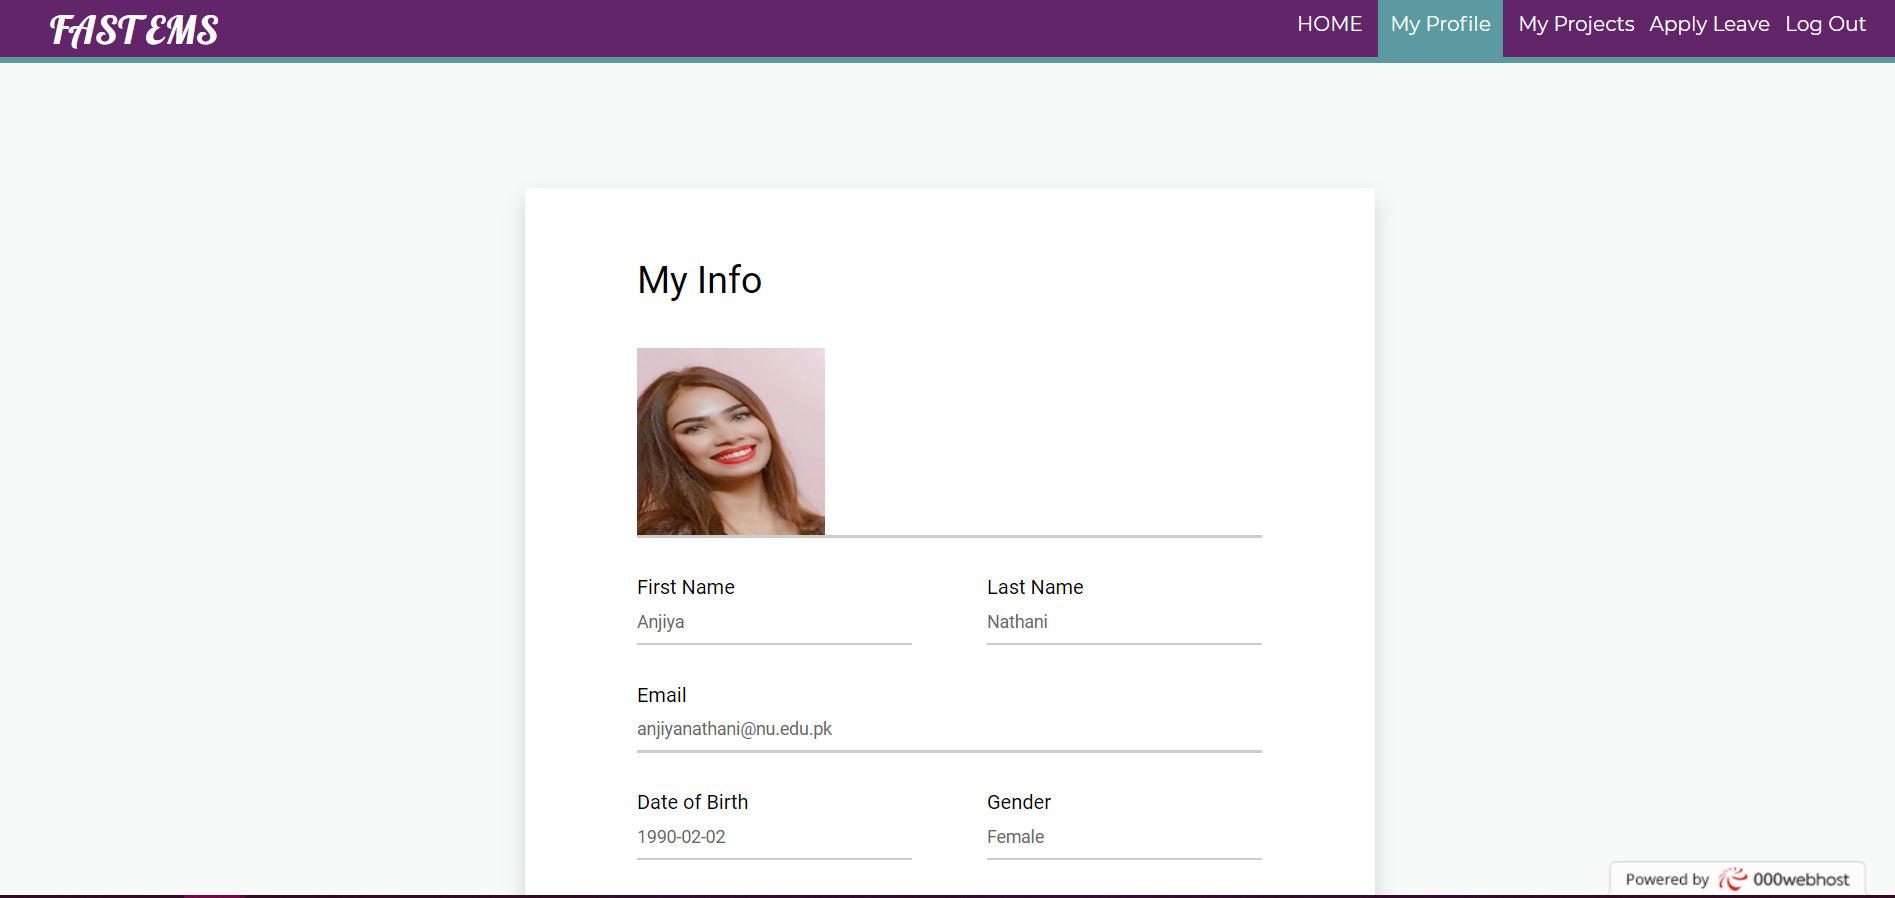 FAST EMS
HOME My Profile My Projects Apply Leave Log Out
My Info
First Name Last Name
Anjiya Nathani
Email
anjiyanathani@nu.edu.pk
Date of Birth Gender
1990-02-02 Female
Powered by 000webhost